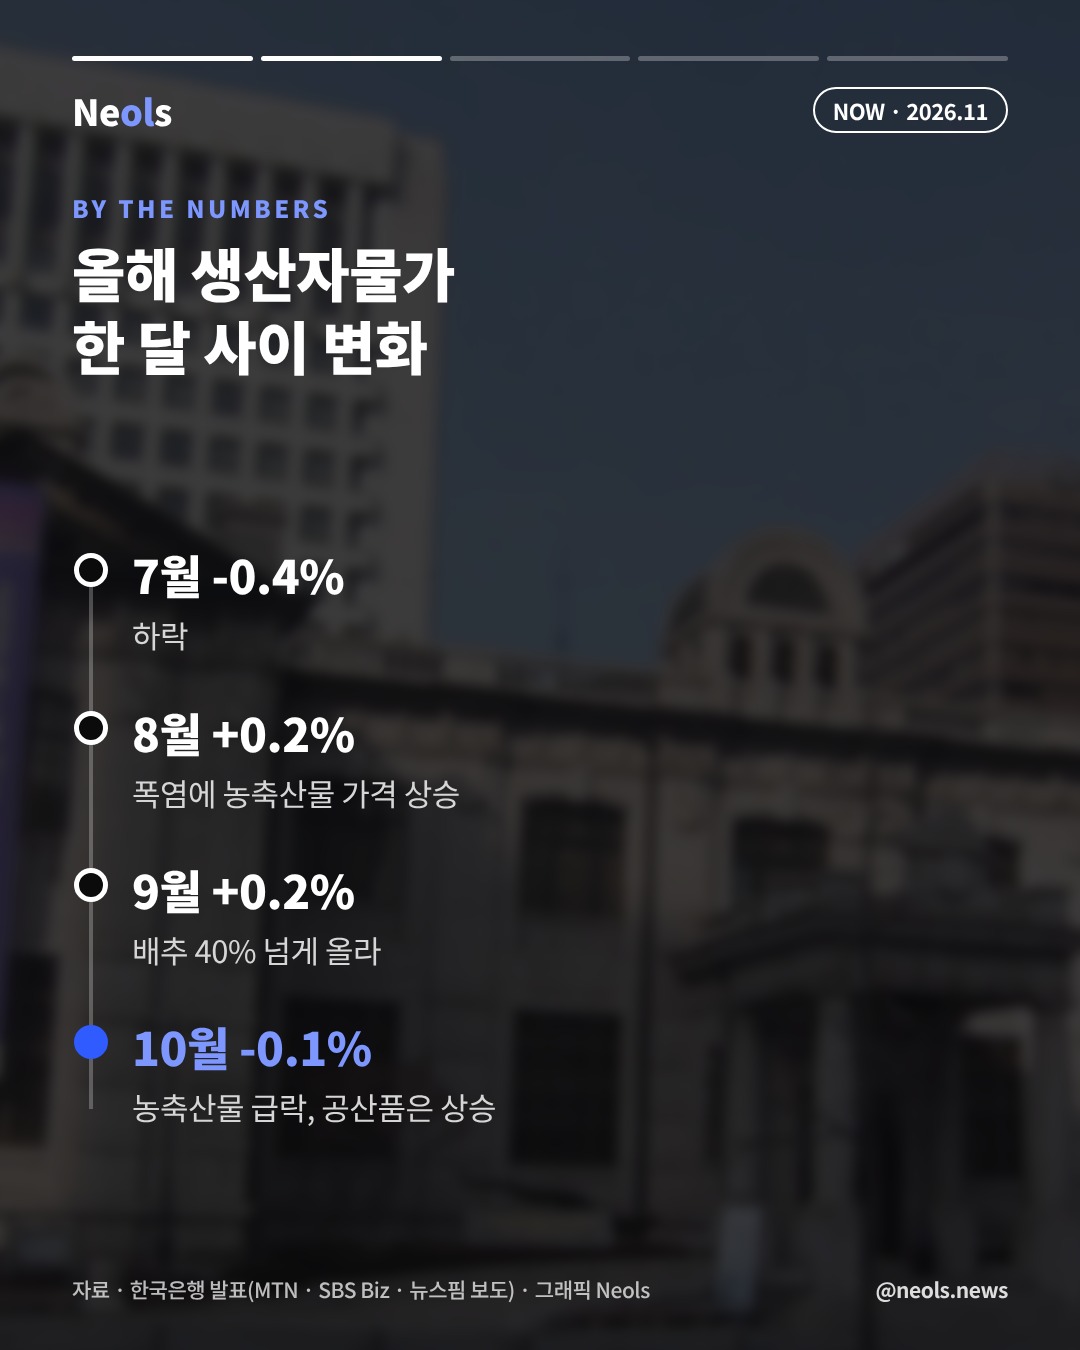 Neols
NOW · 2026.11
BY THE NUMBERS
올해 생산자물가
한 달 사이 변화
7월 -0.4%
하락
8월 +0.2%
폭염에 농축산물 가격 상승
9월 +0.2%
배추 40% 넘게 올라
10월 -0.1%
농축산물 급락, 공산품은 상승
자료 · 한국은행 발표(MTN · SBS Biz · 뉴스핌 보도) · 그래픽 Neols
@neols.news